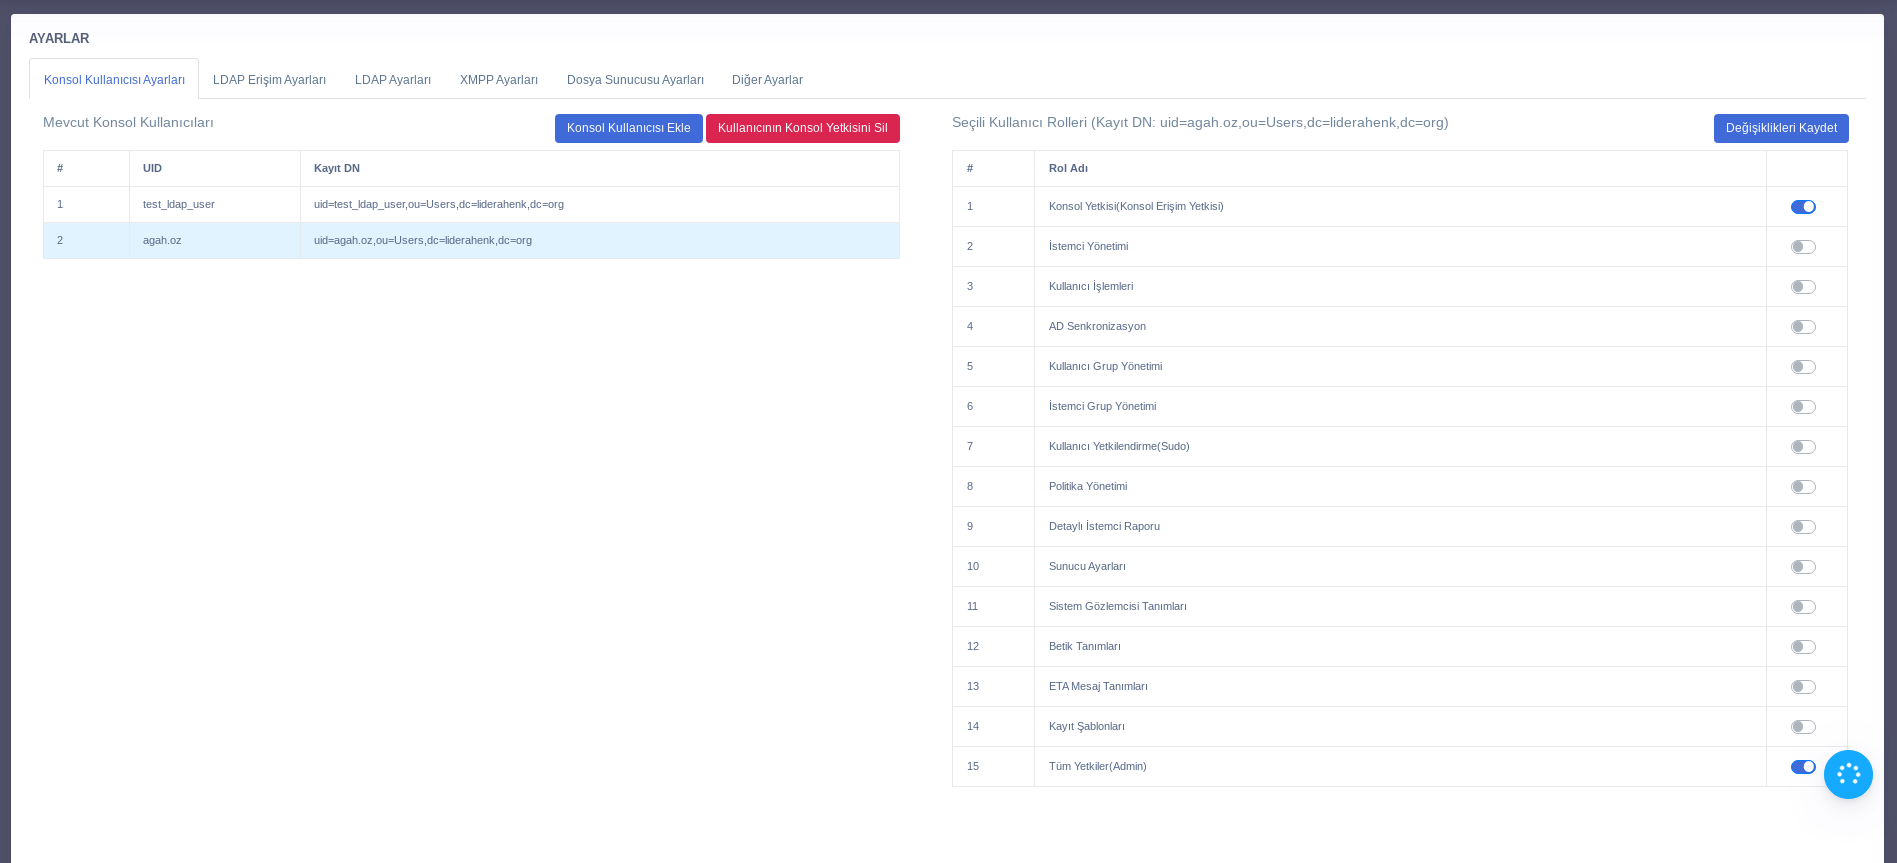 AYARLAR
Konsol Kullanıcısı Ayarları LDAP Erişim Ayarları LDAP Ayarları XMPP Ayarları Dosya Sunucusu Ayarları Diğer Ayarlar
Mevcut Konsol Kullanıcıları
Konsol Kullanıcısı Ekle Kullanıcının Konsol Yetkisini Sil
# UID Kayıt DN
1 test_ldap_user uid=test_ldap_user,ou=Users,dc=liderahenk,dc=org
2 agah.oz uid=agah.oz,ou=Users,dc=liderahenk,dc=org
Seçili Kullanıcı Rolleri (Kayıt DN: uid=agah.oz,ou=Users,dc=liderahenk,dc=org)
Değişiklikleri Kaydet
# Rol Adı
1 Konsol Yetkisi(Konsol Erişim Yetkisi)
2 İstemci Yönetimi
3 Kullanıcı İşlemleri
4 AD Senkronizasyon
5 Kullanıcı Grup Yönetimi
6 İstemci Grup Yönetimi
7 Kullanıcı Yetkilendirme(Sudo)
8 Politika Yönetimi
9 Detaylı İstemci Raporu
10 Sunucu Ayarları
11 Sistem Gözlemcisi Tanımları
12 Betik Tanımları
13 ETA Mesaj Tanımları
14 Kayıt Şablonları
15 Tüm Yetkiler(Admin)